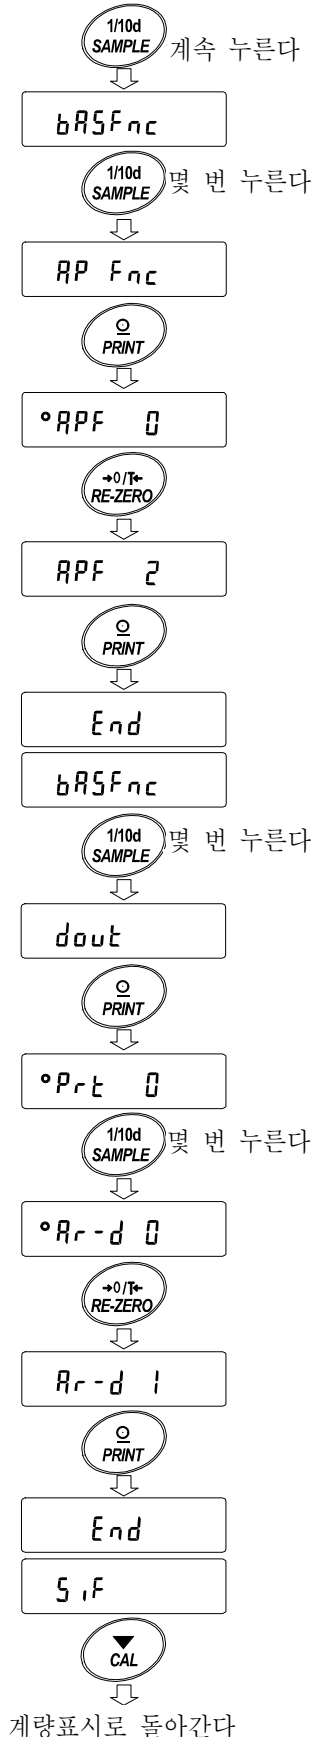 1/10d
SAMPLE 계속 누른다
bASFnc
1/10d
SAMPLE 몇 번 누른다
AP Fnc
PRINT
APF 0
→0/T←
RE-ZERO
APF 2
PRINT
End
bASFnc
1/10d
SAMPLE 몇 번 누른다
dout
PRINT
Prt 0
1/10d
SAMPLE 몇 번 누른다
Ar-d 0
→0/T←
RE-ZERO
Ar-d 1
PRINT
End
SiF
CAL
계량표시로 돌아간다